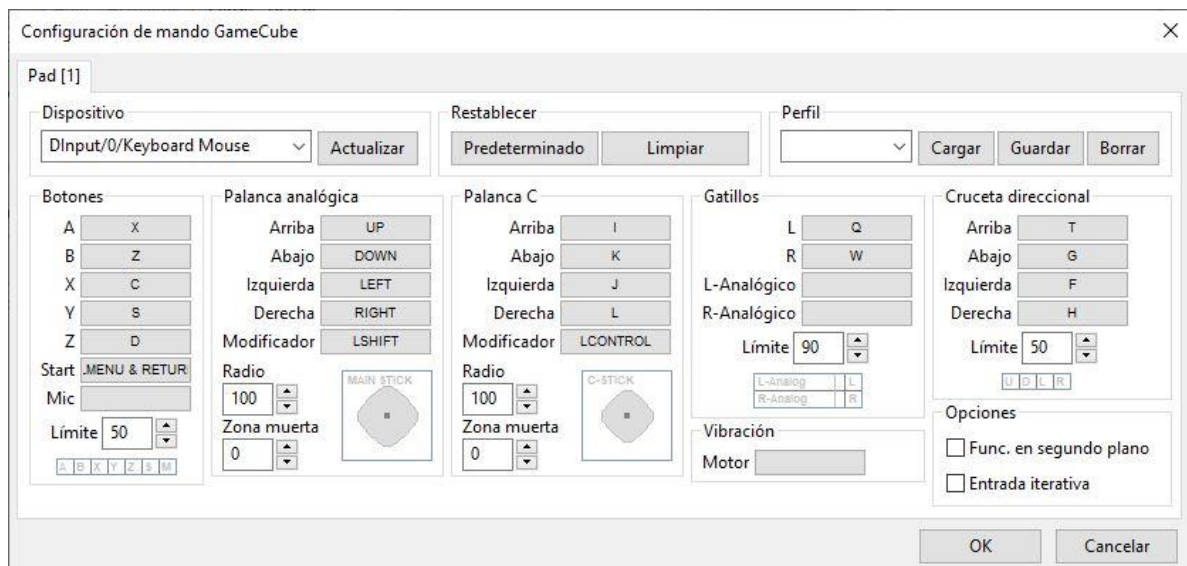 Configuración de mando GameCube
Pad [1]
Dispositivo
DInput/0/Keyboard Mouse
Actualizar
Restablecer
Predeterminado
Limpiar
Perfil
Cargar
Guardar
Borrar
Botones
A X
B Z
X C
Y S
Z D
Start .MENU & RETUR
Mic
Límite 50
A B X Y Z S M
Palanca analógica
Arriba UP
Abajo DOWN
Izquierda LEFT
Derecha RIGHT
Modificador LSHIFT
Radio
100
Zona muerta
0
MAIN STICK
Palanca C
Arriba I
Abajo K
Izquierda J
Derecha L
Modificador LCONTROL
Radio
100
Zona muerta
0
C-STICK
Gatillos
L Q
R W
L-Analógico
R-Analógico
Límite 90
L-Analog L
R-Analog R
Vibración
Motor
Cruceta direccional
Arriba T
Abajo G
Izquierda F
Derecha H
Límite 50
U D L R
Opciones
Func. en segundo plano
Entrada iterativa
OK
Cancelar